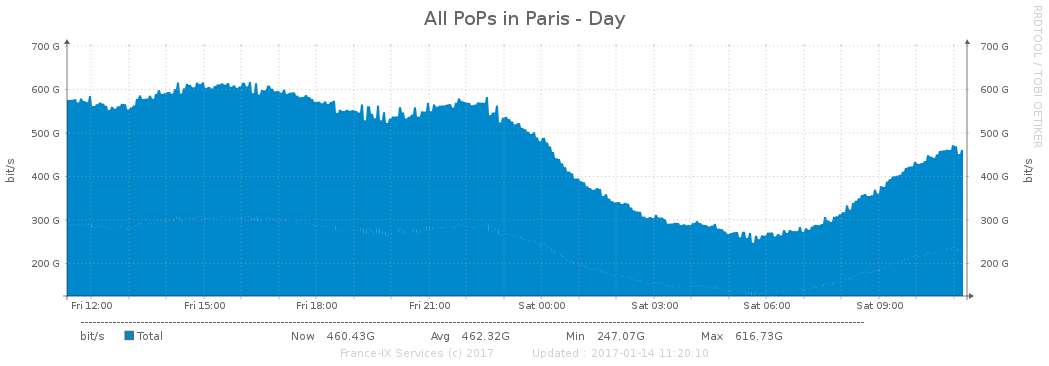 All PoPs in Paris - Day
RRDTOOL / TOBI OETIKER
700 G 700 G
600 G 600 G
500 G 500 G
400 G 400 G
300 G 300 G
200 G 200 G
bit/s bit/s
Fri 12:00 Fri 15:00 Fri 18:00 Fri 21:00 Sat 00:00 Sat 03:00 Sat 06:00 Sat 09:00
bit/s Total Now 460.43G Avg 462.32G Min 247.07G Max 616.73G
France-IX Services (c) 2017 Updated : 2017-01-14 11:20:10